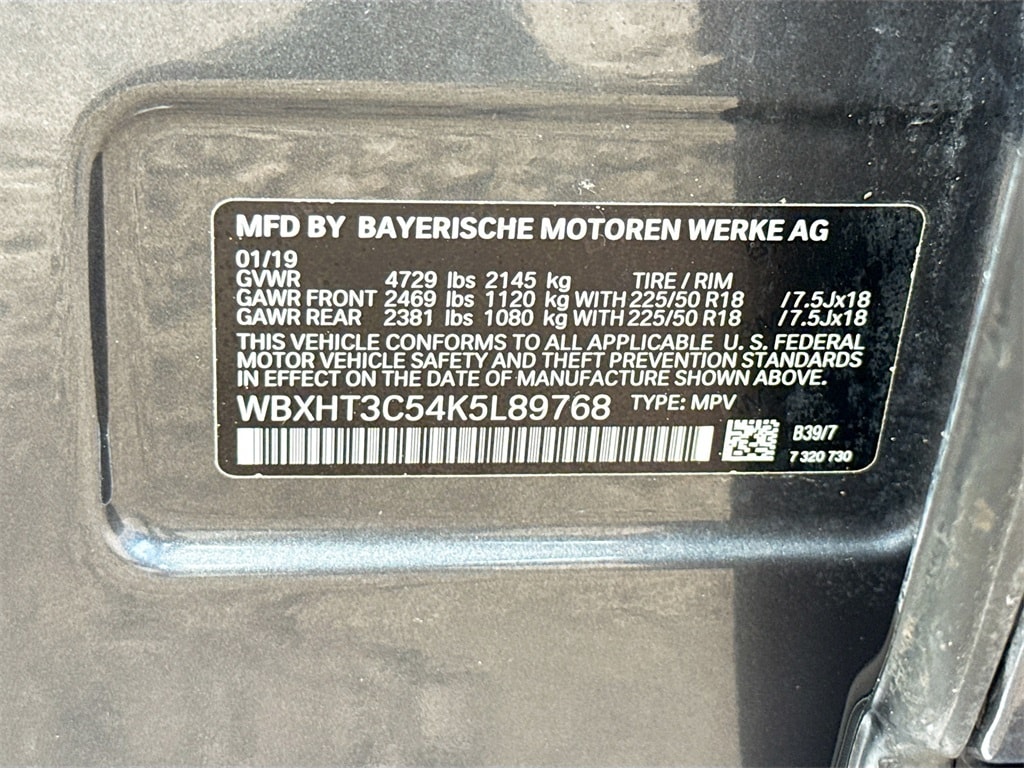 MFD BY BAYERISCHE MOTOREN WERKE AG
01/19
GVWR 4729 lbs 2145 kg TIRE / RIM
GAWR FRONT 2469 lbs 1120 kg WITH 225/50 R18 /7.5Jx18
GAWR REAR 2381 lbs 1080 kg WITH 225/50 R18 /7.5Jx18
THIS VEHICLE CONFORMS TO ALL APPLICABLE U. S. FEDERAL
MOTOR VEHICLE SAFETY AND THEFT PREVENTION STANDARDS
IN EFFECT ON THE DATE OF MANUFACTURE SHOWN ABOVE.
WBXHT3C54K5L89768 TYPE: MPV
B39/7
7 320 730